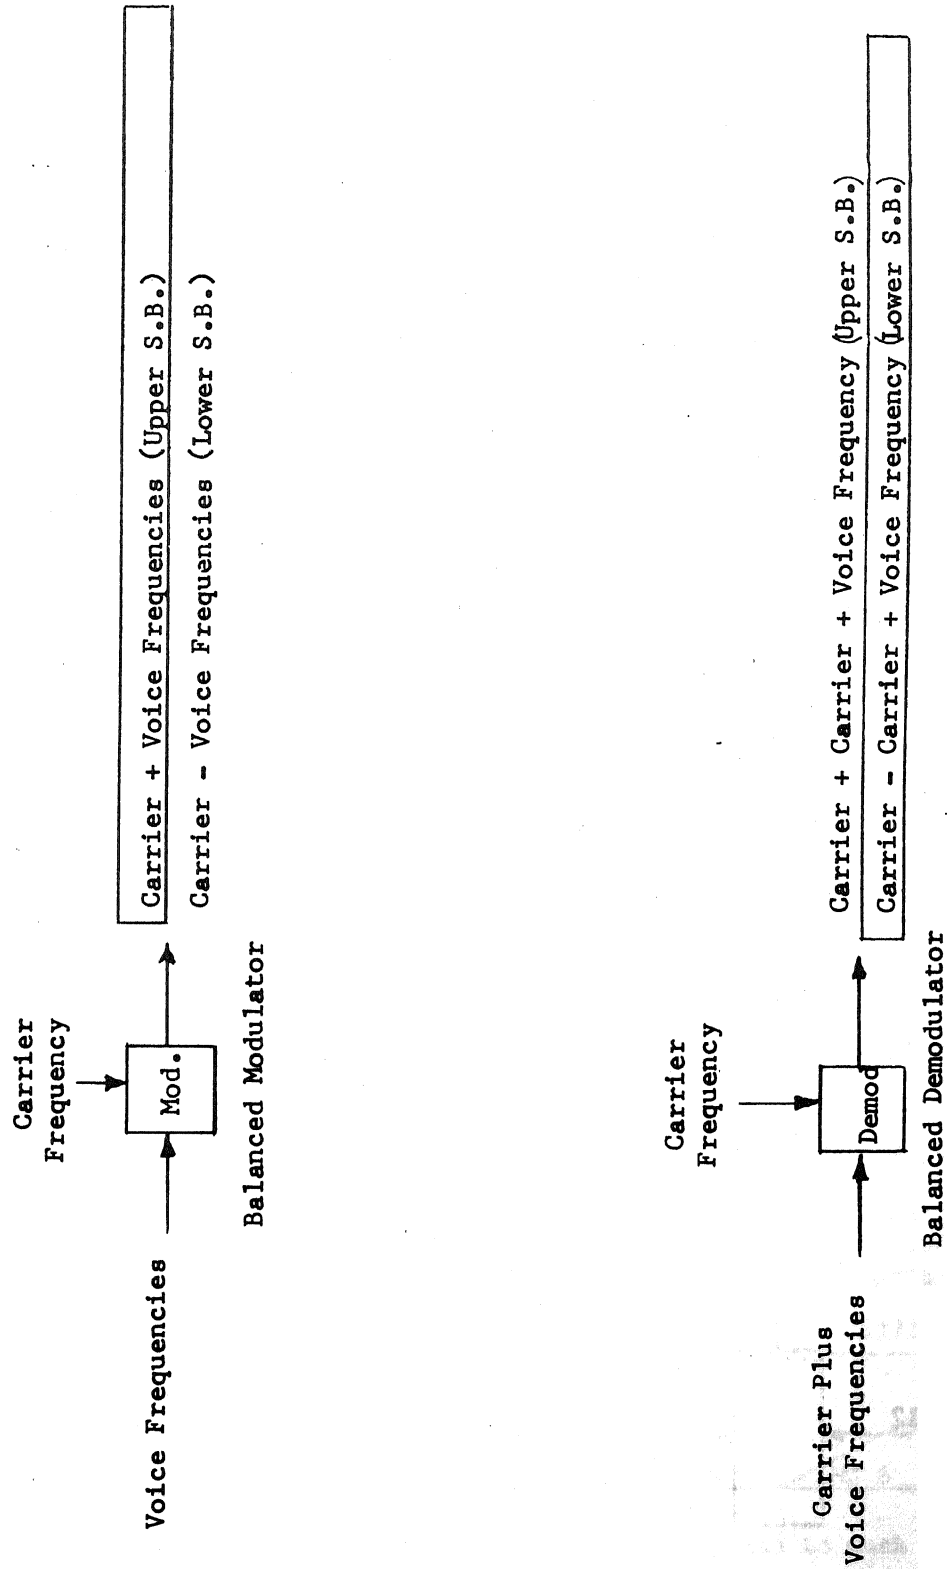 Carrier
Frequency
Voice Frequencies
Mod.
Carrier + Voice Frequencies (Upper S.B.)
Carrier - Voice Frequencies (Lower S.B.)
Balanced Modulator
Carrier
Frequency
Carrier Plus
Voice Frequencies
Demod
Carrier + Carrier + Voice Frequency (Upper S.B.)
Carrier - Carrier + Voice Frequency (Lower S.B.)
Balanced Demodulator